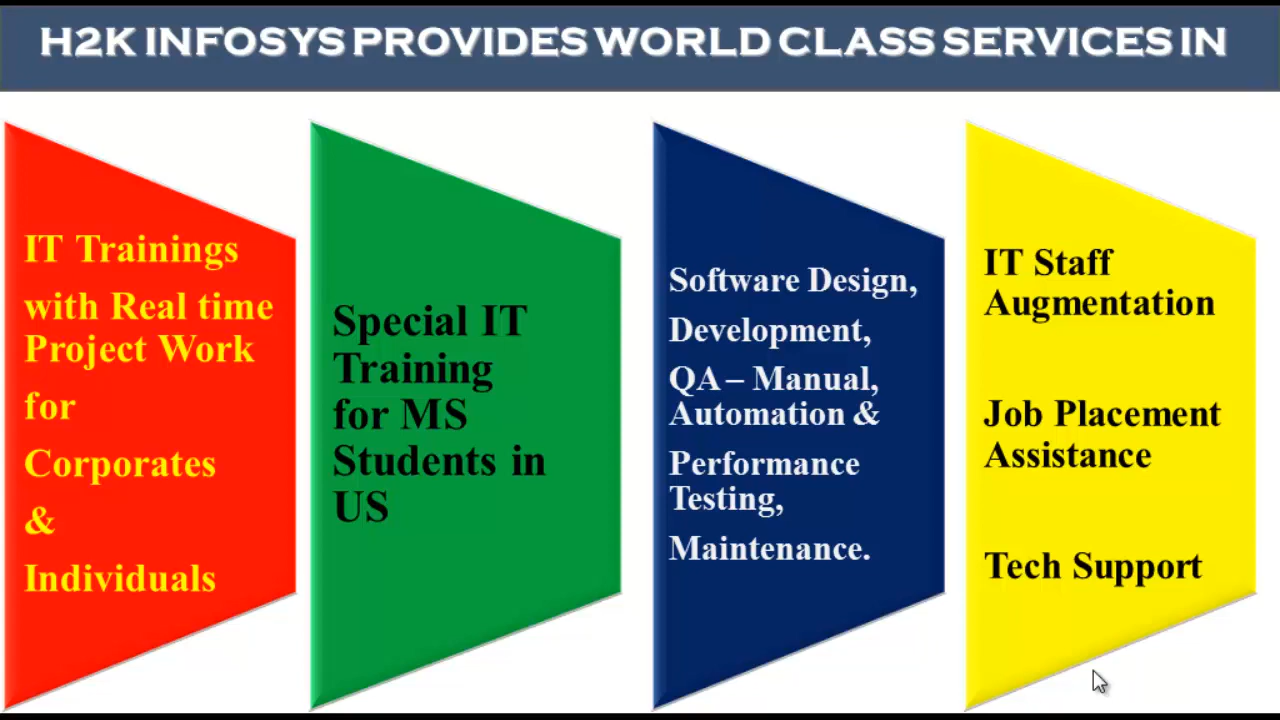 H2K INFOSYS PROVIDES WORLD CLASS SERVICES IN
IT Trainings
with Real time
Project Work
for
Corporates
&
Individuals
Special IT
Training
for MS
Students in
US
Software Design,
Development,
QA – Manual,
Automation &
Performance
Testing,
Maintenance.
IT Staff
Augmentation
Job Placement
Assistance
Tech Support